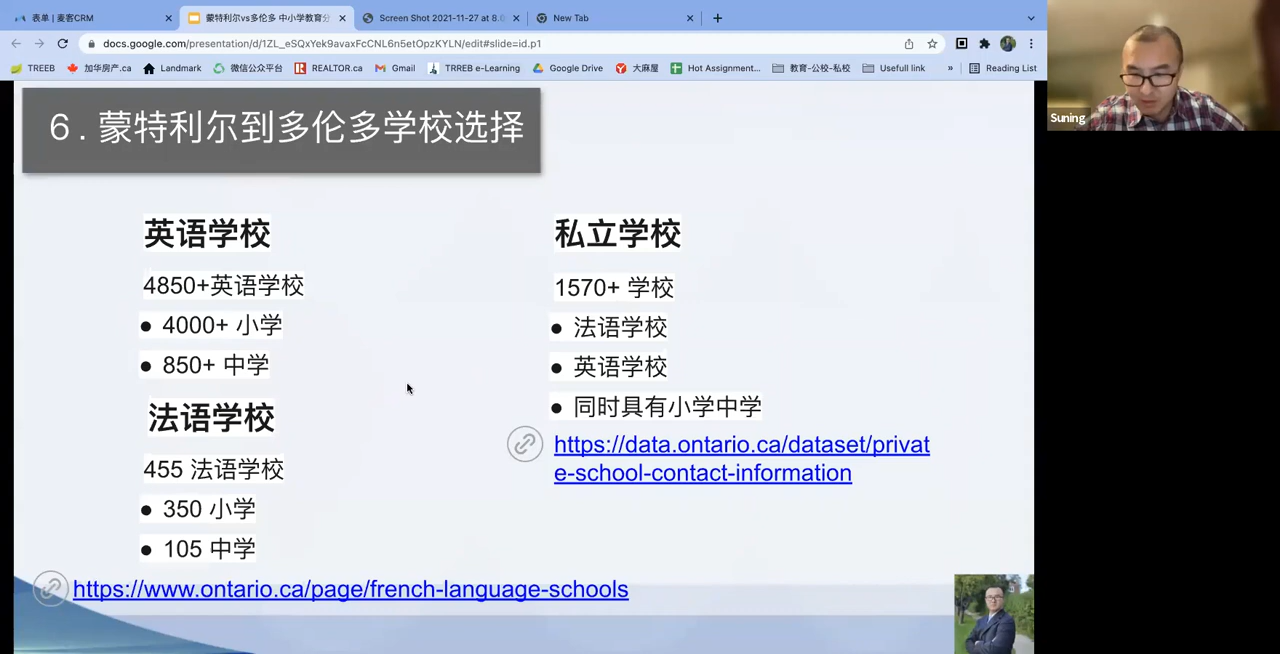 表单 | 麦客CRM
蒙特利尔vs多伦多 中小学教育分
Screen Shot 2021-11-27 at 8.0
New Tab
docs.google.com/presentation/d/1ZL_eSQxYek9avaxFcCNL6n5etOpzKYLN/edit#slide=id.p1
TREEB
加华房产.ca
Landmark
微信公众平台
REALTOR.ca
Gmail
TRREB e-Learning
Google Drive
大麻屋
Hot Assignment...
教育-公校-私校
Usefull link
»
Reading List
Suning
6 . 蒙特利尔到多伦多学校选择
英语学校
4850+英语学校
● 4000+ 小学
● 850+ 中学
法语学校
455 法语学校
● 350 小学
● 105 中学
https://www.ontario.ca/page/french-language-schools
私立学校
1570+ 学校
● 法语学校
● 英语学校
● 同时具有小学中学
https://data.ontario.ca/dataset/privat
e-school-contact-information